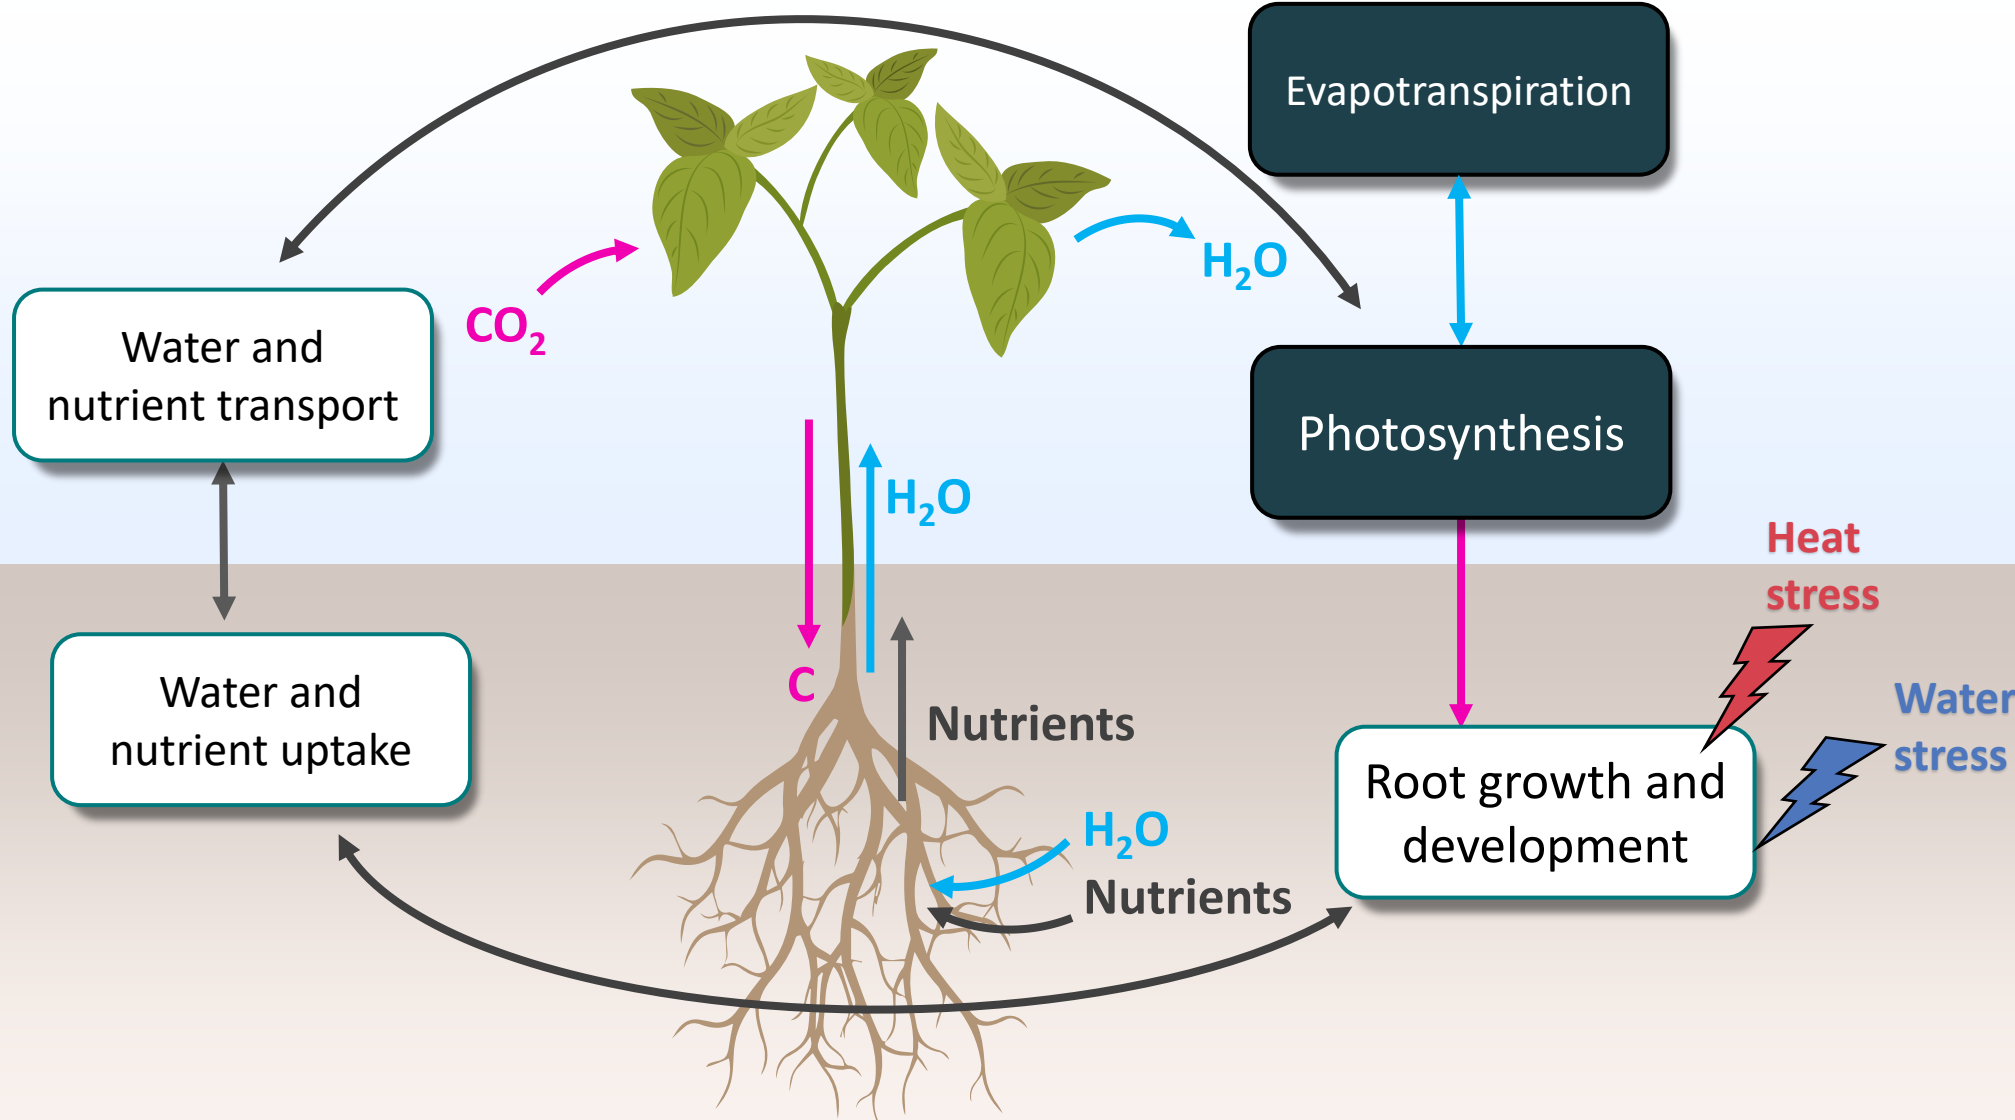 Evapotranspiration
H₂O
CO₂
Water and
nutrient transport
Photosynthesis
H₂O
Heat
stress
C
Water and
nutrient uptake
Nutrients
Water
stress
Root growth and
development
H₂O
Nutrients